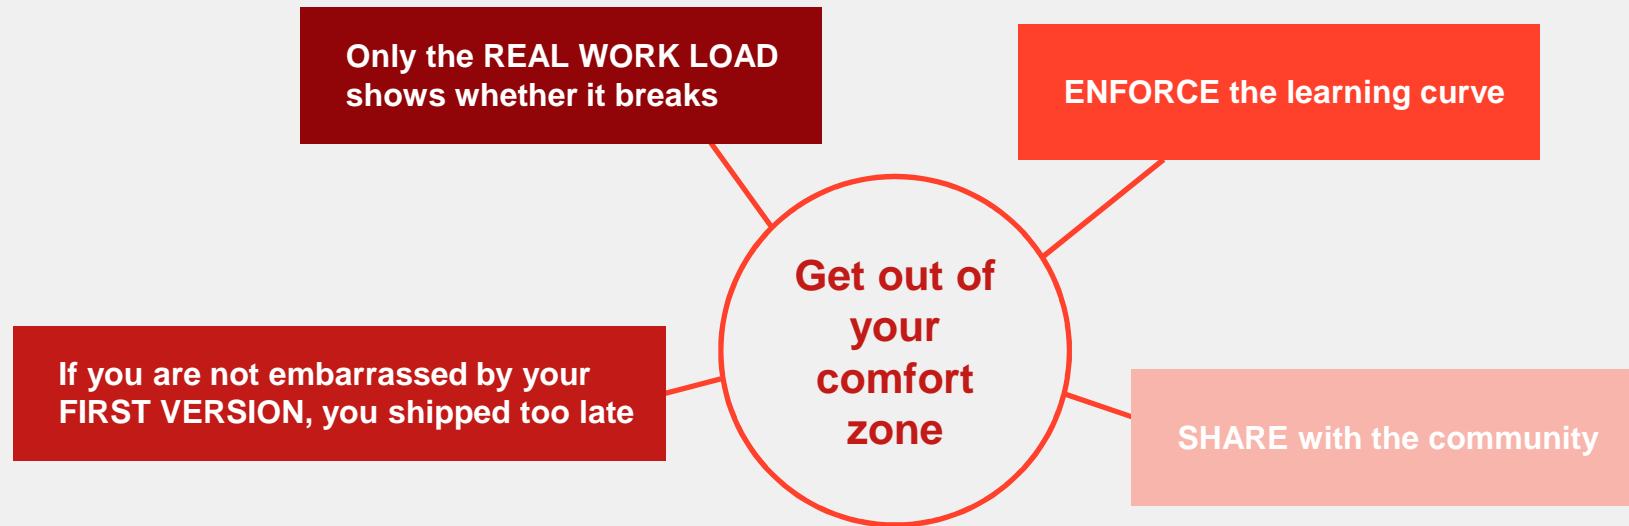 Only the REAL WORK LOAD
shows whether it breaks
ENFORCE the learning curve
Get out of
your
comfort
zone
If you are not embarrassed by your
FIRST VERSION, you shipped too late
SHARE with the community